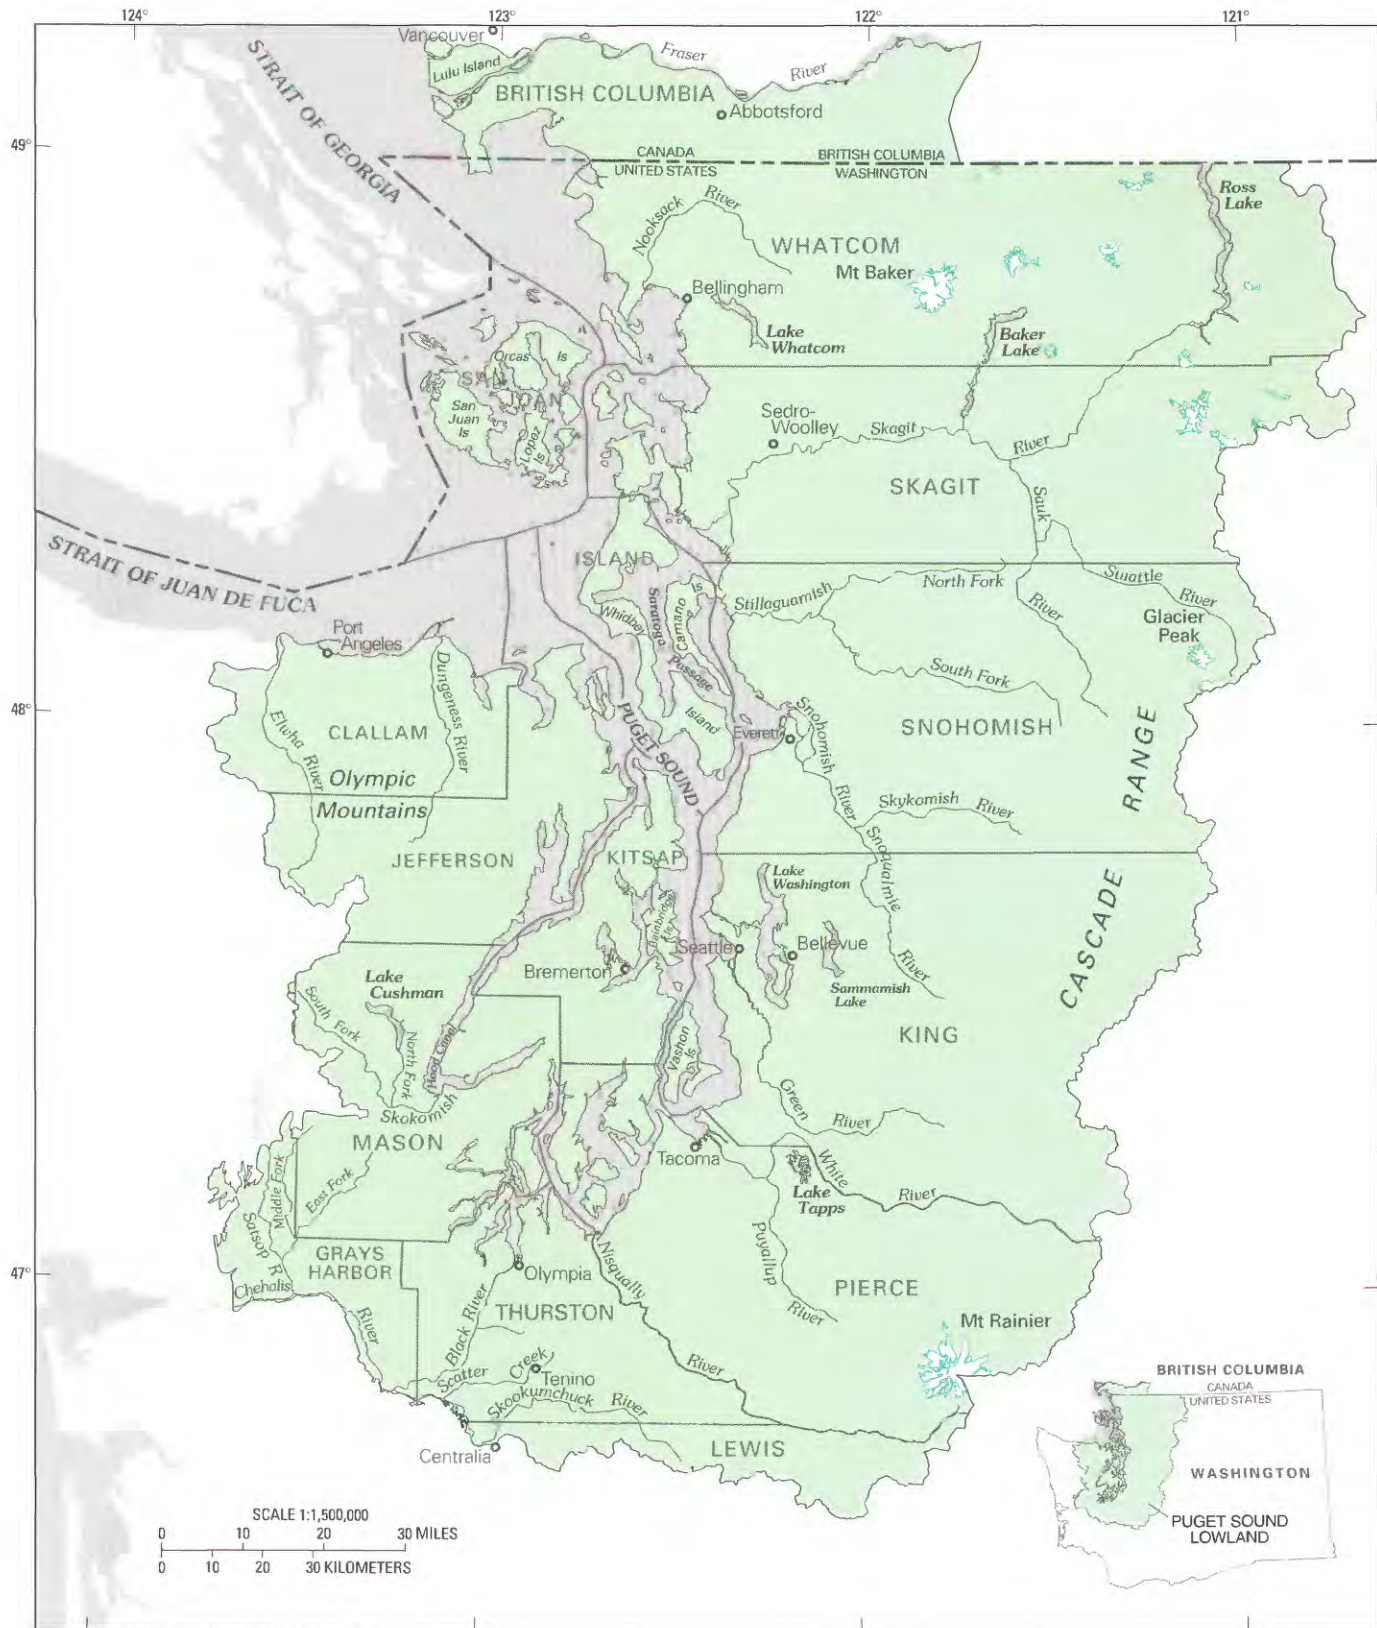 124°
123°
122°
121°
Vancouver
STRAIT OF GEORGIA
Lulu Island
Fraser
River
BRITISH COLUMBIA
Abbotsford
49°
CANADA
BRITISH COLUMBIA
UNITED STATES
WASHINGTON
Ross
Lake
Nooksack
River
WHATCOM
Mt Baker
Bellingham
Lake
Whatcom
Baker
Lake
Orcas
Is
SAN
JUAN
San
Juan
Is
Lopez
Is
Sedro-
Woolley
Skagit
River
SKAGIT
Sauk
River
STRAIT OF JUAN DE FUCA
ISLAND
North Fork
Suiattle
River
Stillaguamish
Whidbey
Saratoga
Passage
Camano
Is
Island
Glacier
Peak
Port
Angeles
South Fork
48°
Elwha
River
Dungeness River
CLALLAM
PUGET SOUND
Everett
Snohomish
River
SNOHOMISH
CASCADE RANGE
Olympic
Mountains
Skykomish River
Snoqualmie
River
JEFFERSON
KITSAP
Lake
Washington
Bainbridge
Is
Seattle
Bellevue
Bremerton
Sammamish
Lake
Lake
Cushman
South Fork
North Fork
Hood Canal
Vashon
Is
KING
Skokomish
Green
River
MASON
Tacoma
White
River
Lake
Tapps
Middle Fork
East Fork
Satsop R
GRAYS
HARBOR
Puyallup
River
47°
Chehalis
River
Olympia
Nisqually
River
PIERCE
Black River
THURSTON
Mt Rainier
Scatter
Creek
Tenino
Skookumchuck
River
Centralia
LEWIS
BRITISH COLUMBIA
CANADA
UNITED STATES
WASHINGTON
PUGET SOUND
LOWLAND
SCALE 1:1,500,000
0 10 20 30 MILES
0 10 20 30 KILOMETERS